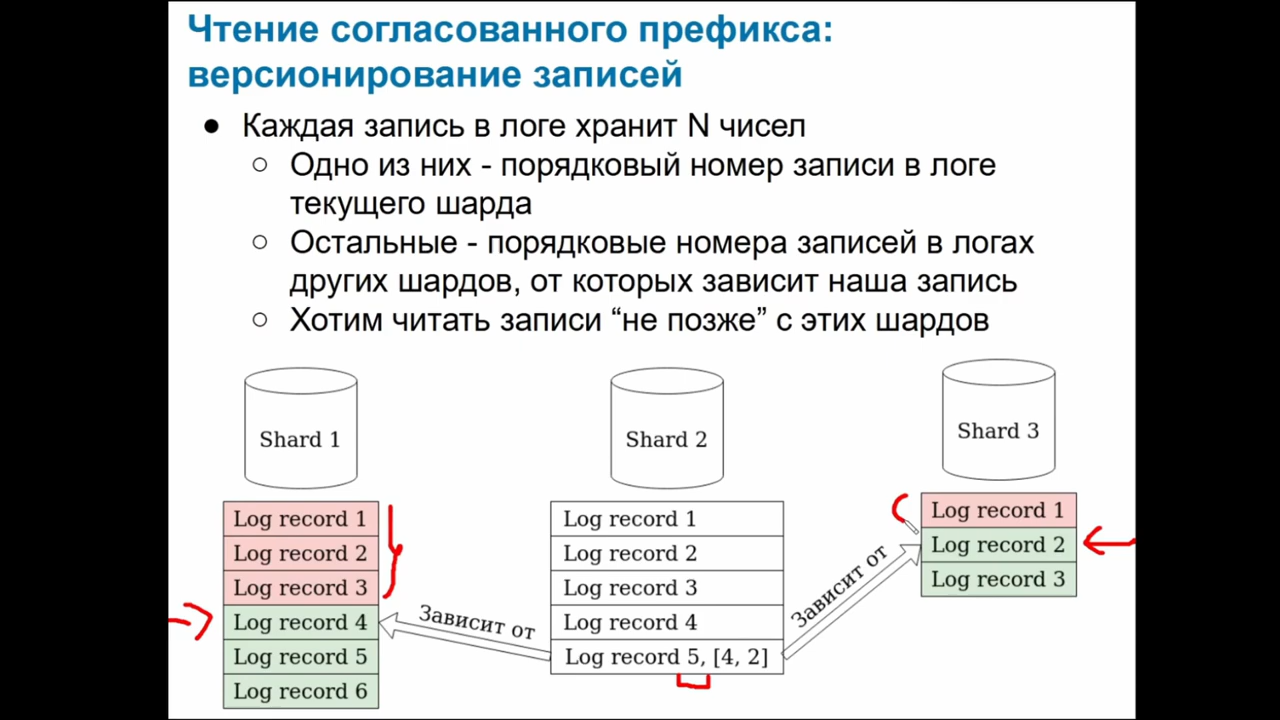 Чтение согласованного префикса:
версионирование записей
● Каждая запись в логе хранит N чисел
○ Одно из них - порядковый номер записи в логе
текущего шарда
○ Остальные - порядковые номера записей в логах
других шардов, от которых зависит наша запись
○ Хотим читать записи “не позже” с этих шардов
Shard 1
Log record 1
Log record 2
Log record 3
Log record 4
Log record 5
Log record 6
Зависит от
Shard 2
Log record 1
Log record 2
Log record 3
Log record 4
Log record 5, [4, 2]
Зависит от
Shard 3
Log record 1
Log record 2
Log record 3